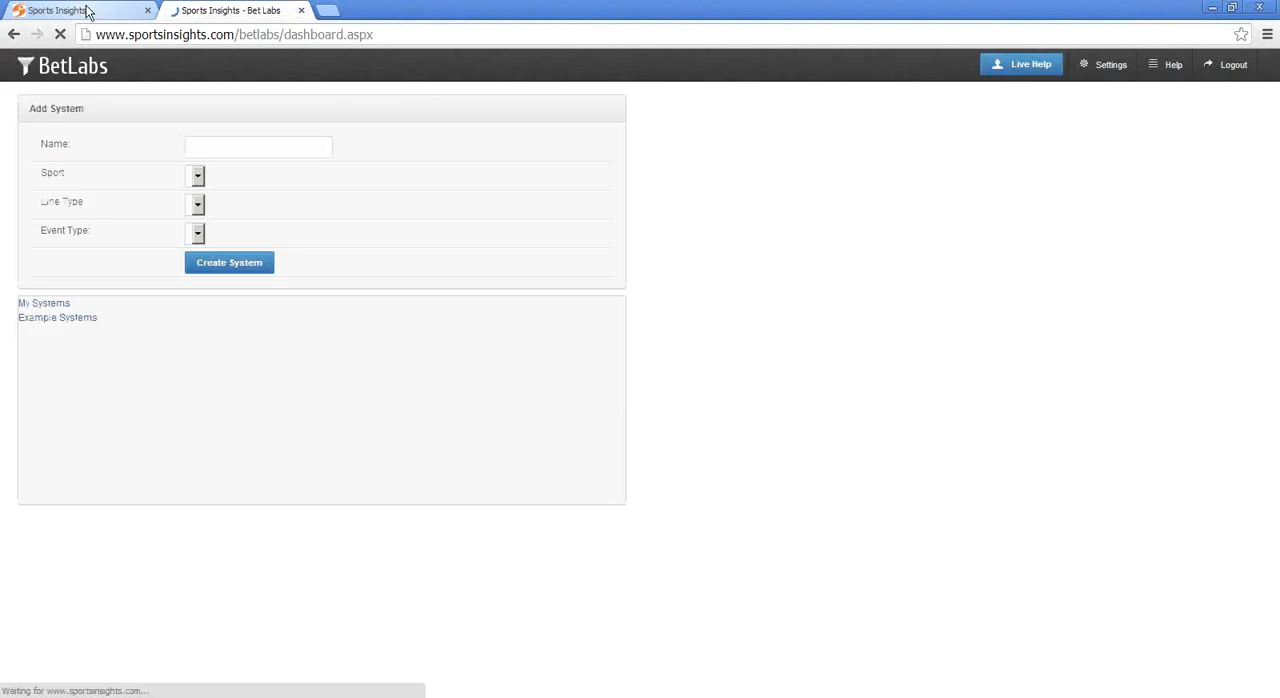 Sports Insights
Sports Insights - Bet Labs
www.sportsinsights.com/betlabs/dashboard.aspx
BetLabs
Live Help
Settings
Help
Logout
Add System
Name:
Sport
Line Type
Event Type:
Create System
My Systems
Example Systems
Waiting for www.sportsinsights.com...